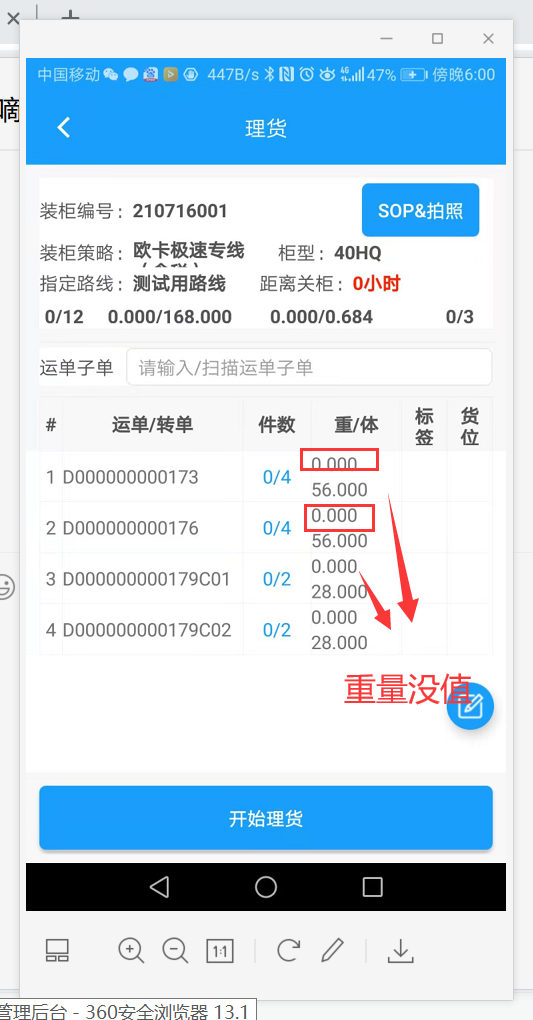 中国移动 447B/s 4G 47% 傍晚6:00
嘀
理货
装柜编号: 210716001
SOP&拍照
装柜策略: 欧卡极速专线 柜型: 40HQ
指定路线: 测试用路线 距离关柜: 0小时
0/12 0.000/168.000 0.000/0.684 0/3
运单子单 请输入/扫描运单子单
# 运单/转单 件数 重/体 标签 货位
1 D000000000173 0/4 0.000
56.000
2 D000000000176 0/4 0.000
56.000
3 D000000000179C01 0/2 0.000
28.000
4 D000000000179C02 0/2 0.000
28.000
重量没值
开始理货
1:1
管理后台 - 360安全浏览器 13.1